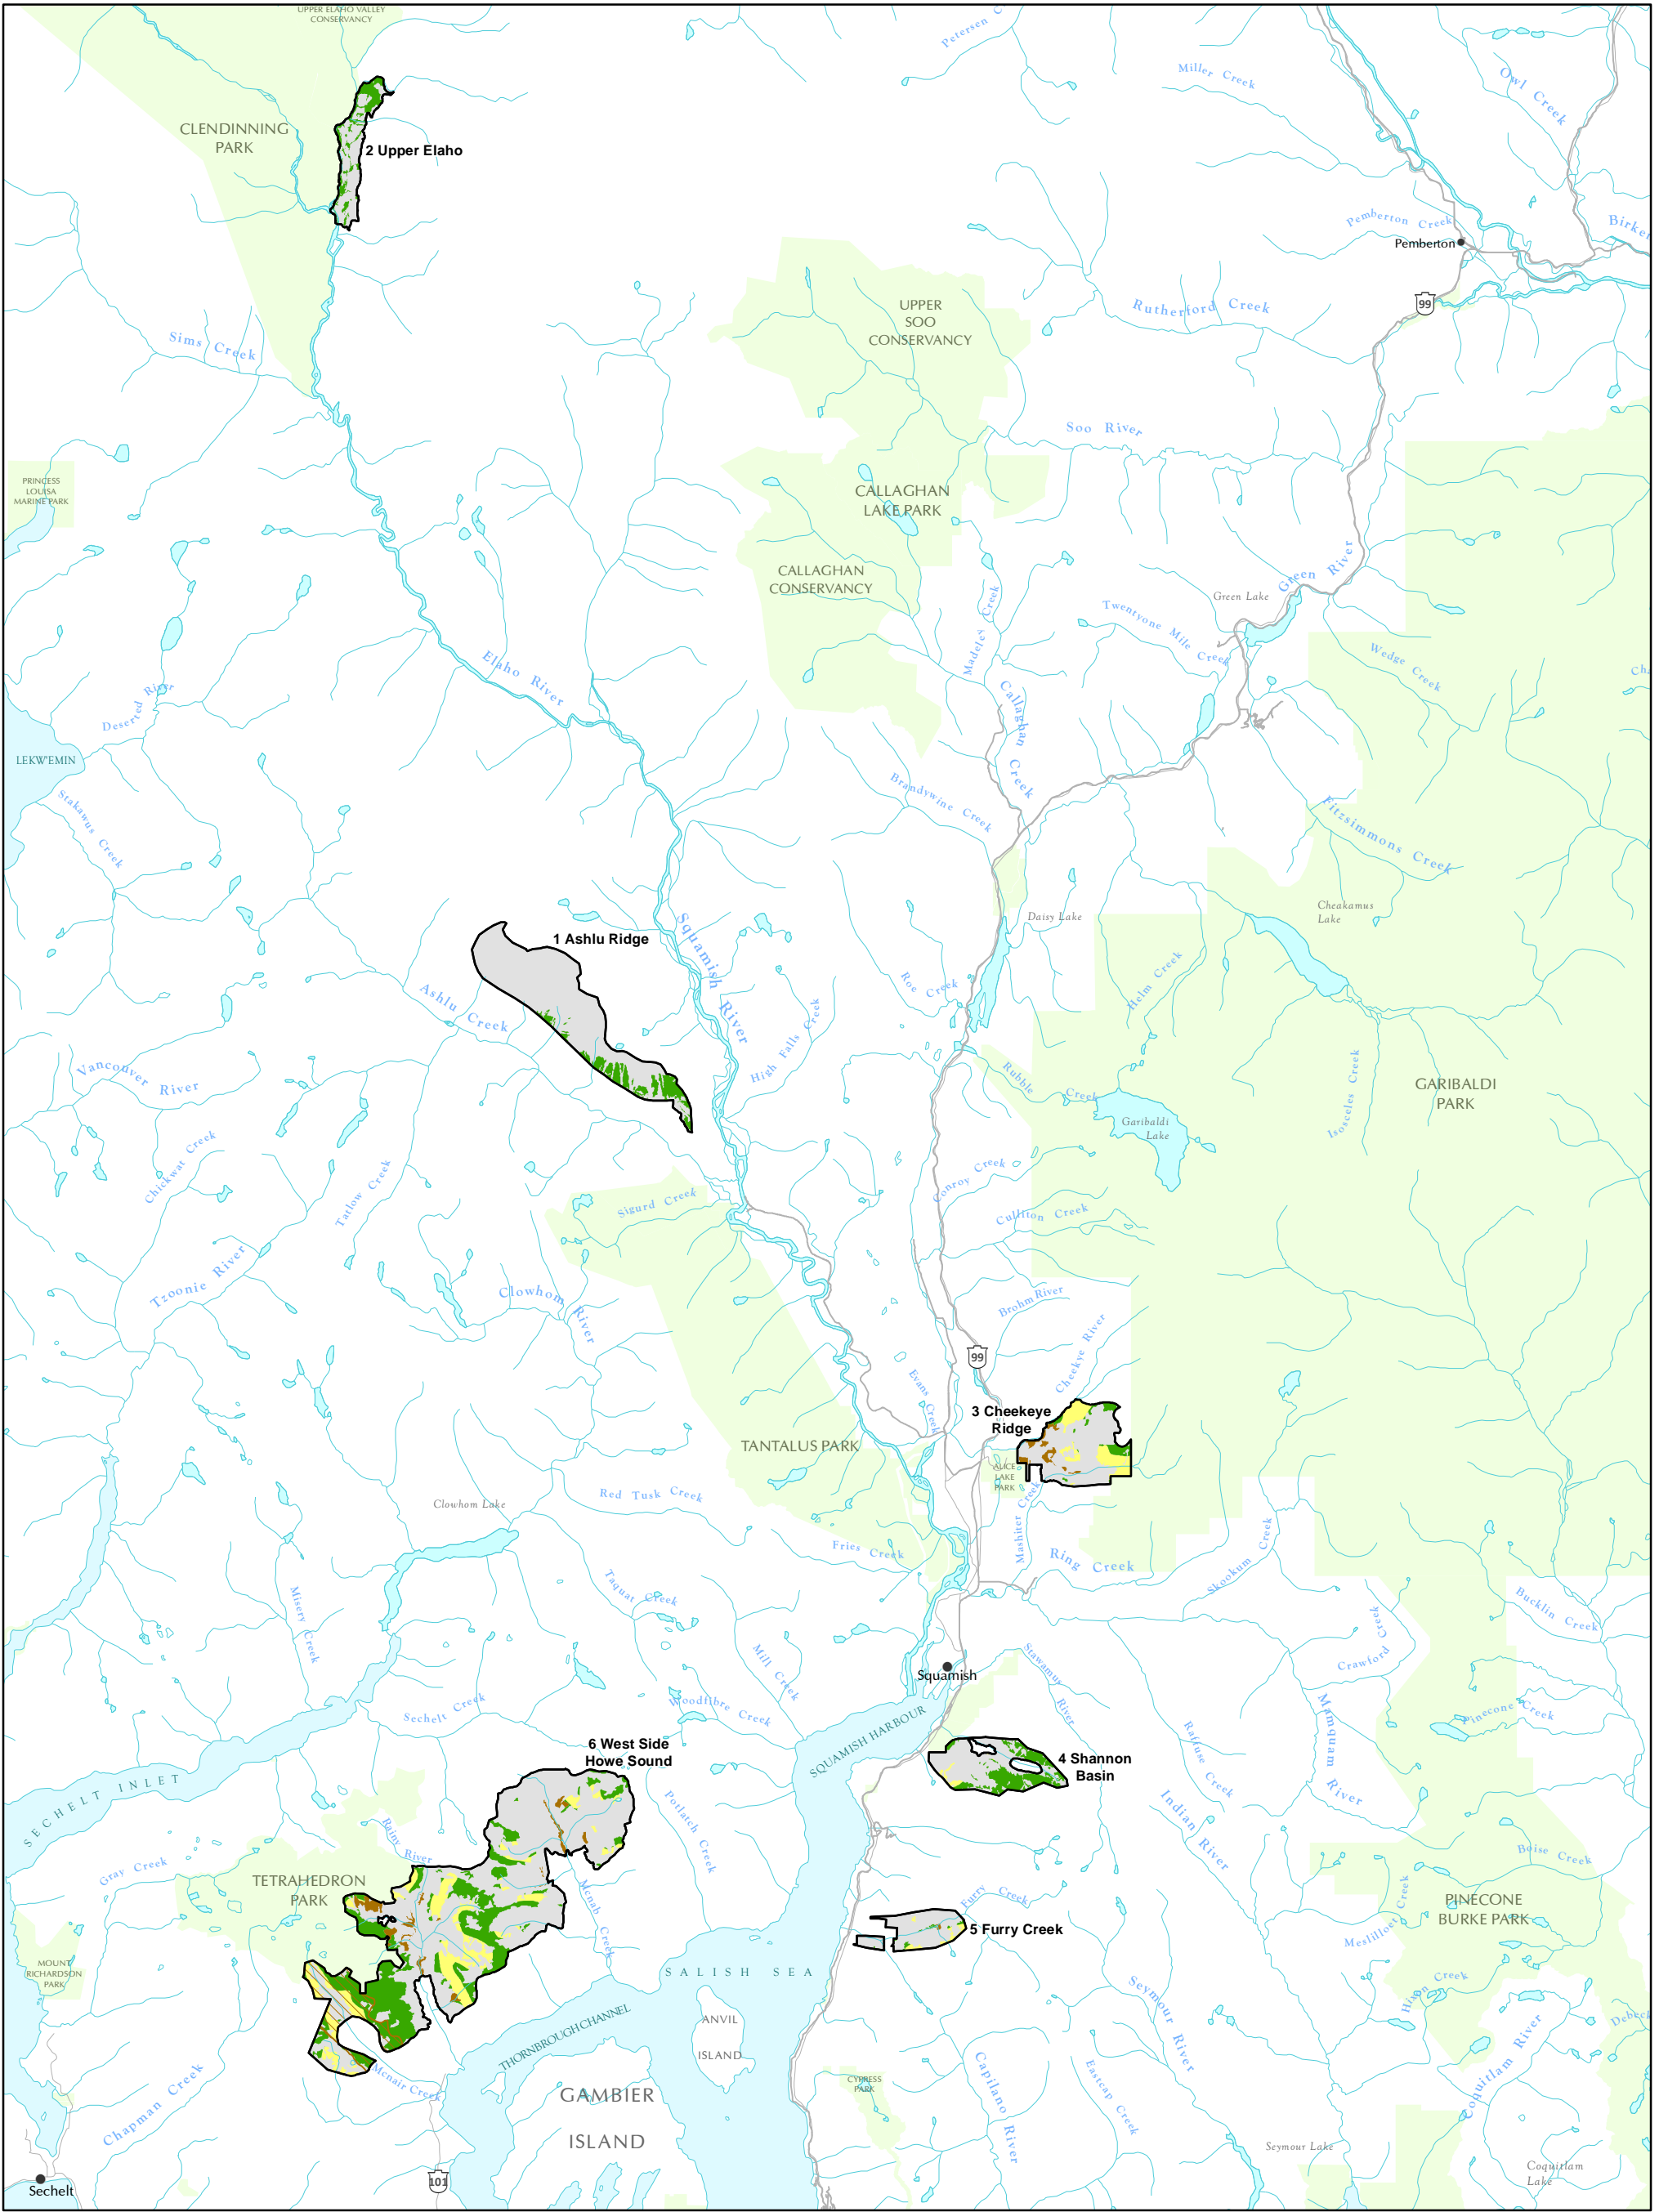 UPPER ELAHO VALLEY
CONSERVANCY
Petersen C
Miller Creek
Owl Creek
CLENDINNING
PARK
2 Upper Elaho
Pemberton Creek
Birken
Pemberton
99
UPPER
SOO
CONSERVANCY
Rutherford Creek
Sims Creek
Soo River
PRINCESS
LOUISA
MARINE PARK
CALLAGHAN
LAKE PARK
CALLAGHAN
CONSERVANCY
Green River
Green Lake
Madeley Creek
Twentyone Mile Creek
Wedge Creek
Elaho River
Deserted River
Callaghan Creek
LEKW'EMIN
Stakawus Creek
Brandywine Creek
Fitzsimmons Creek
Cheakamus
Lake
Daisy Lake
1 Ashlu Ridge
Squamish River
Ashlu Creek
Roe Creek
Helm Creek
High Falls Creek
Vancouver River
Rubble Creek
Isosceles Creek
GARIBALDI
PARK
Garibaldi
Lake
Chickwat Creek
Tatlow Creek
Sigurd Creek
Conroy Creek
Culliton Creek
Tzoonie River
Clowhom River
Brohm River
Cheekye River
99
Evans Creek
3 Cheekeye
Ridge
TANTALUS PARK
ALICE
LAKE
PARK
Clowhom Lake
Red Tusk Creek
Mashiter Creek
Fries Creek
Ring Creek
Skookum Creek
Misery Creek
Taquat Creek
Bucklin Creek
Crawford Creek
Mill Creek
Squamish
Stawamus River
Sechelt Creek
Woodfibre Creek
Mamquam River
Pinecone Creek
SQUAMISH HARBOUR
Raffuse Creek
6 West Side
Howe Sound
4 Shannon
Basin
SECHELT INLET
Potlatch Creek
Indian River
Rainy River
Gray Creek
Boise Creek
TETRAHEDRON
PARK
Mcnab Creek
Furry Creek
Meslilloet Creek
PINECONE
BURKE PARK
5 Furry Creek
MOUNT
RICHARDSON
PARK
SALISH SEA
Seymour River
Hixon Creek
ANVIL
ISLAND
THORNBROUGH CHANNEL
Coquitlam River
Debeck
Mcnair Creek
Capilano River
Eastcap Creek
CYPRESS
PARK
GAMBIER
ISLAND
Chapman Creek
Seymour Lake
Coquitlam
Lake
101
Sechelt